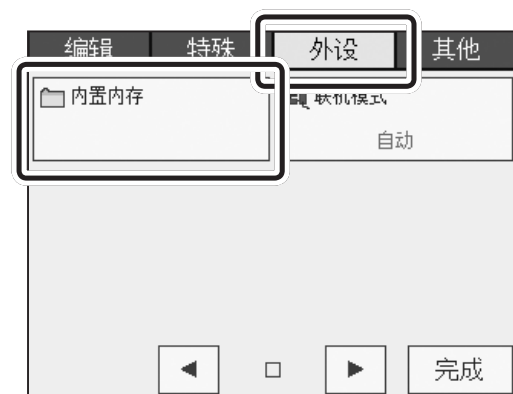 编辑 特殊 外设 其他
内置内存 联机模式
自动
完成